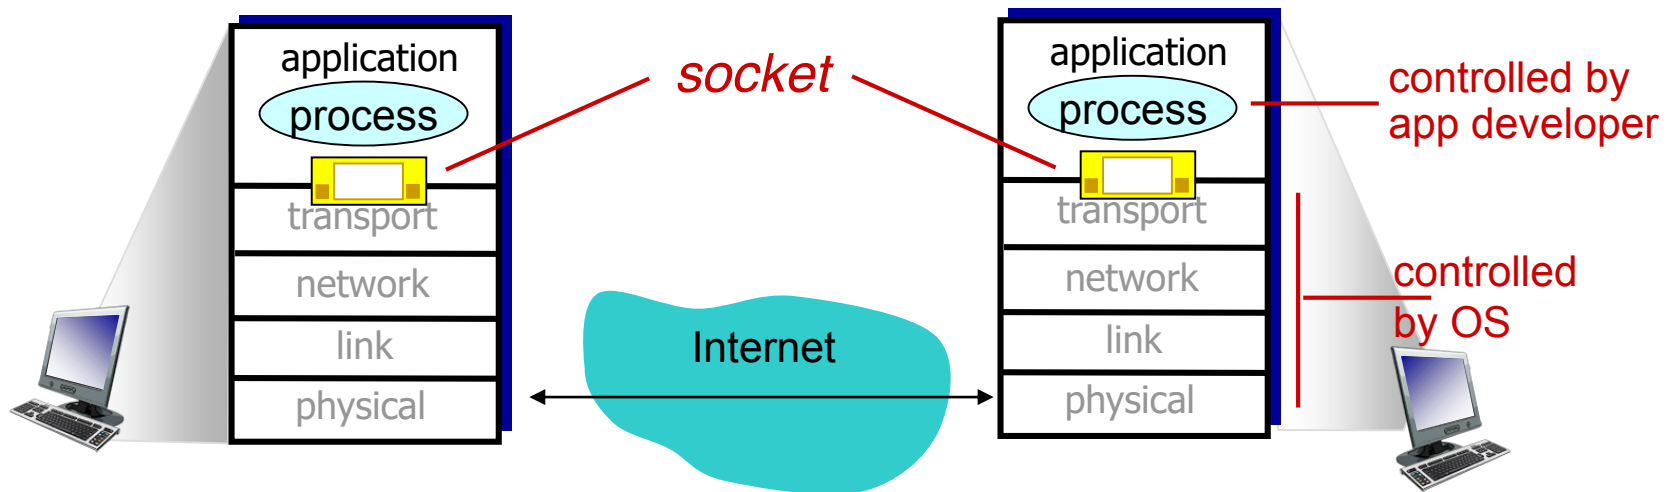 application
process
transport
network
link
physical
socket
Internet
application
process
transport
network
link
physical
controlled by
app developer
controlled
by OS